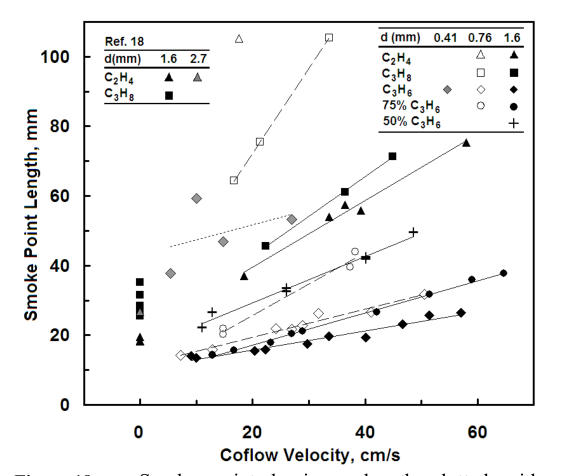 Ref. 18
d(mm) 1.6 2.7
C2H4
C3H8
d (mm) 0.41 0.76 1.6
C2H4
C3H8
C3H6
75% C3H6
50% C3H6
Smoke Point Length, mm
100
80
60
40
20
0
0 20 40 60
Coflow Velocity, cm/s